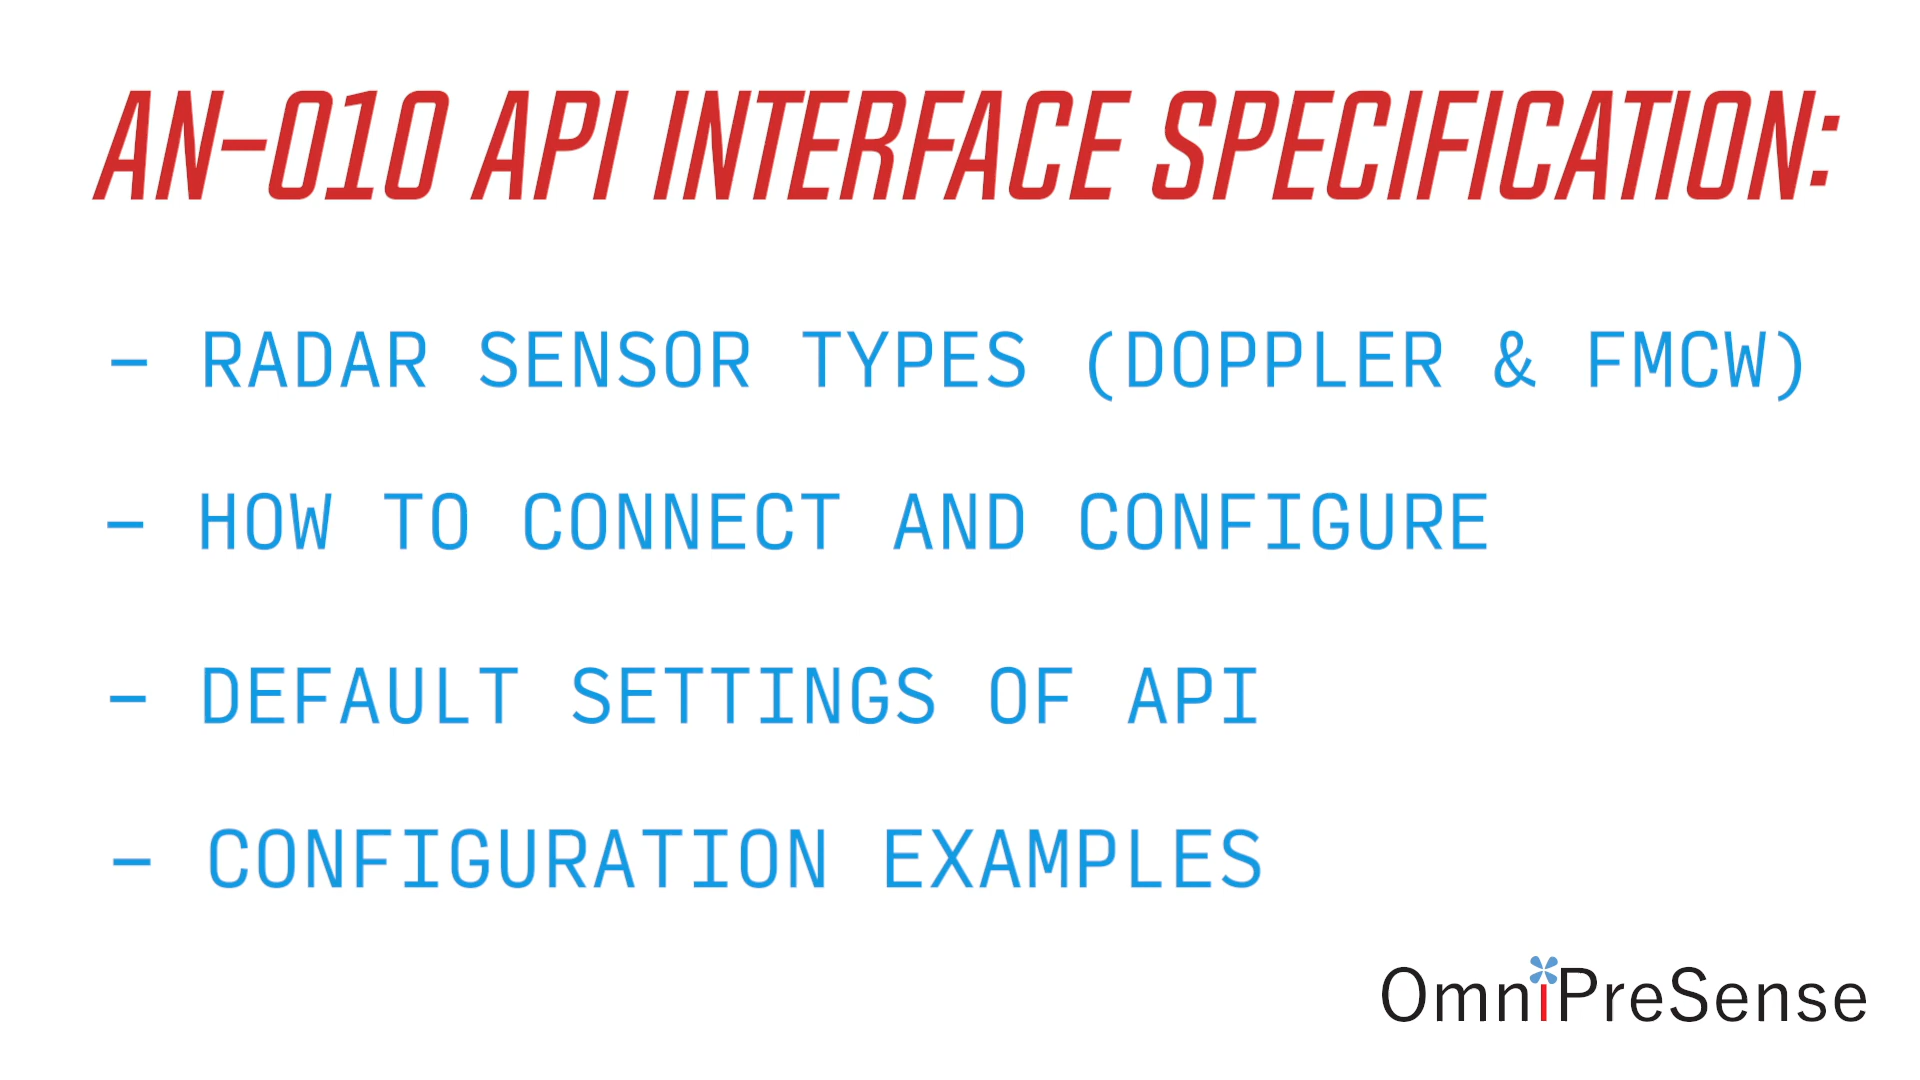 AN-010 API INTERFACE SPECIFICATION:
- RADAR SENSOR TYPES (DOPPLER & FMCW)
- HOW TO CONNECT AND CONFIGURE
- DEFAULT SETTINGS OF API
- CONFIGURATION EXAMPLES
OmniPreSense